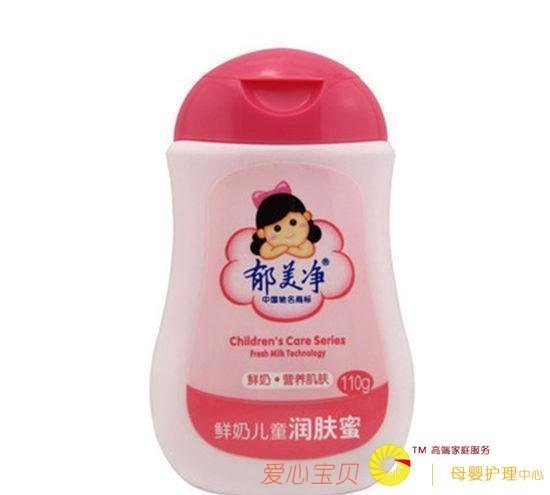 郁美净®
中国驰名商标
Children's Care Series
Fresh Milk Technology
鲜奶•营养肌肤
110g
鲜奶儿童润肤蜜
爱心宝贝
TM 高端家庭服务
母婴护理中心